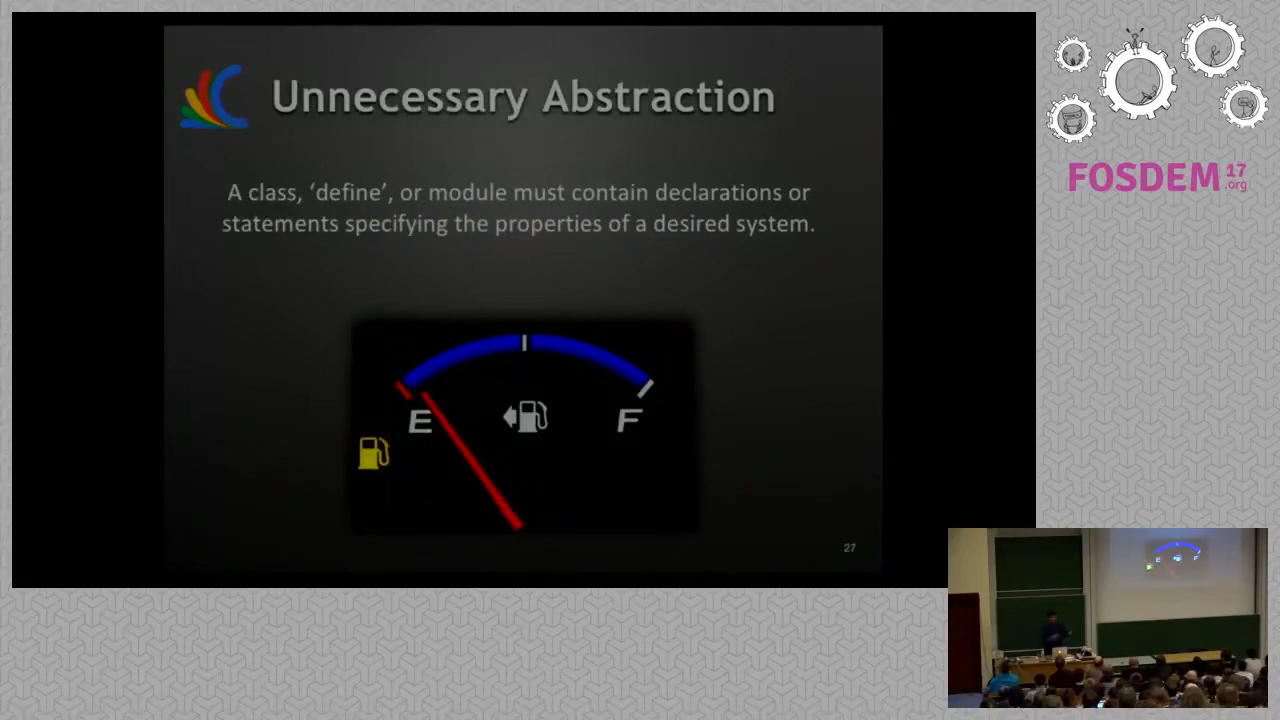 Unnecessary Abstraction
A class, ‘define’, or module must contain declarations or
statements specifying the properties of a desired system.
E
F
27
FOSDEM 17
.org